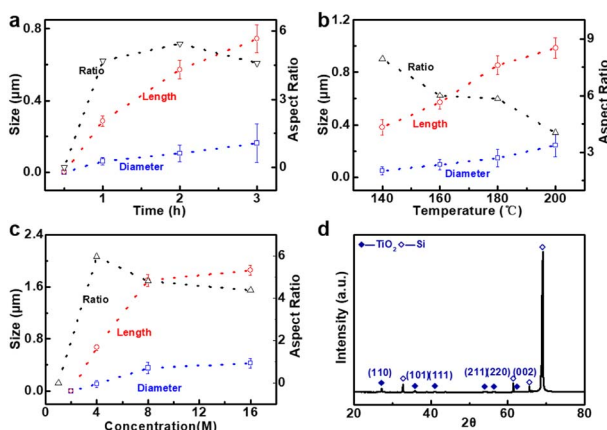 a
0.8
0.4
0.0
Size (μm)
Ratio
Length
Diameter
6
3
0
Aspect Ratio
1
2
3
Time (h)
b
1.2
0.8
0.4
0.0
Size (μm)
Ratio
Length
Diameter
9
6
3
Aspect Ratio
140
160
180
200
Temperature (℃)
c
2.4
1.8
1.2
0.6
0.0
Size (μm)
Ratio
Length
Diameter
6
4
2
0
Aspect Ratio
0
4
8
12
16
Concentration(M)
d
TiO2
Si
Intensity (a.u.)
(110)
(101)
(111)
(211)
(220)
(002)
20
40
60
80
2θ